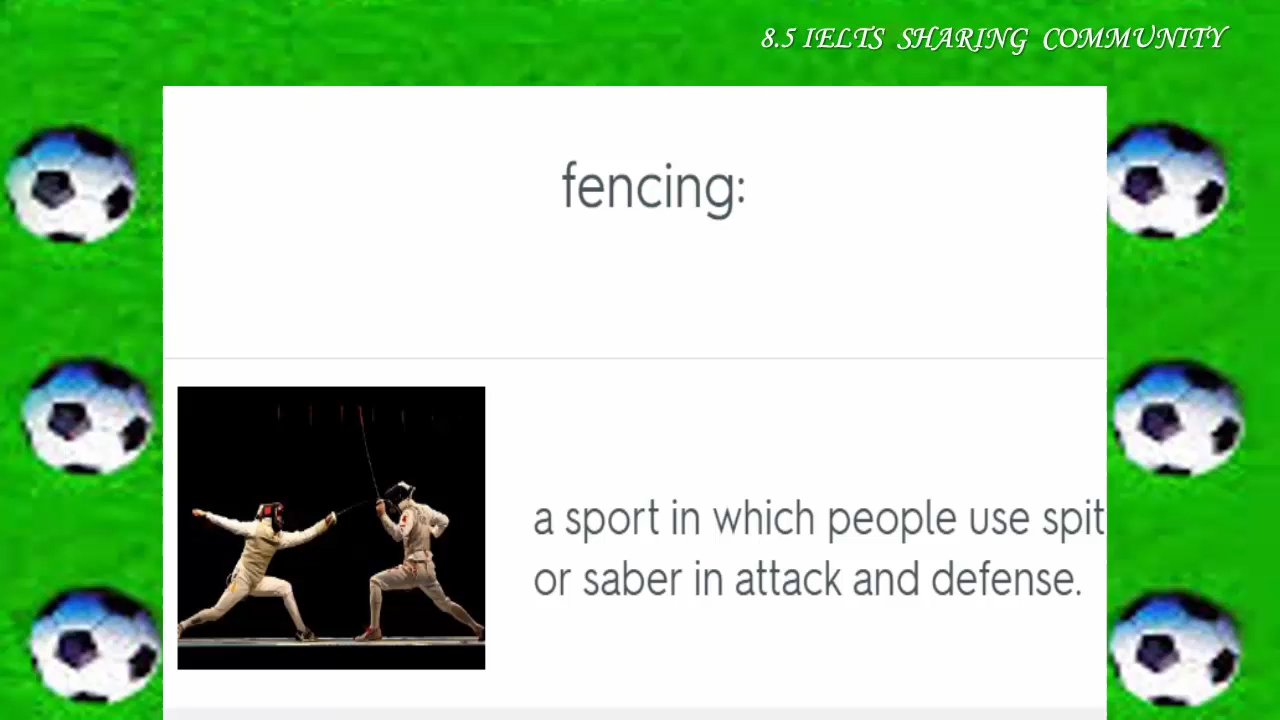 8.5 IELTS SHARING COMMUNITY
fencing:
a sport in which people use spit
or saber in attack and defense.